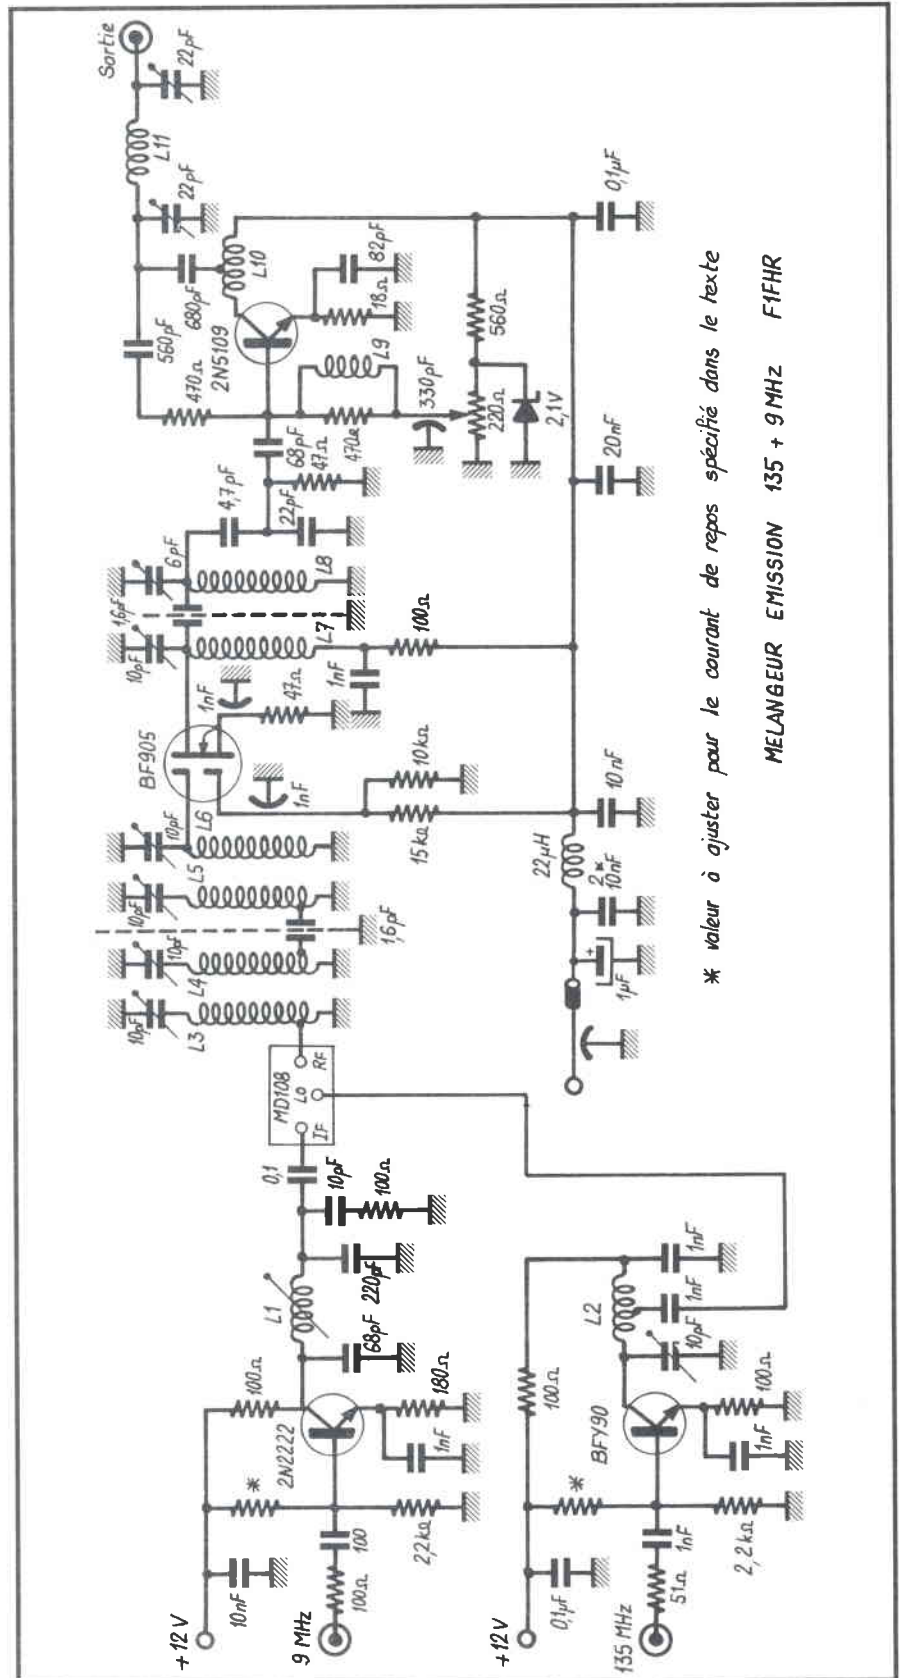 +12V
10nF
*
100Ω
2N2222
9 MHz
100Ω
100
2,2kΩ
1nF
180Ω
L1
68pF
220pF
10pF
100Ω
0,1
MD108
IF
LO
RF
+12V
0,1µF
*
100Ω
BFY90
135 MHz
51Ω
1nF
2,2kΩ
1nF
100Ω
L2
10pF
1nF
1nF
10pF
L3
10pF
L4
1,6pF
10pF
L5
10pF
L6
BF905
1nF
1nF
47Ω
15kΩ
10kΩ
10pF
L7
1,6pF
6pF
L8
1nF
100Ω
4,7pF
22pF
47Ω
68pF
470Ω
470Ω
560pF
680pF
2N5109
L9
L10
18Ω
82pF
330pF
220Ω
560Ω
2,1V
22pF
L11
22pF
Sortie
1µF
+
2*
10nF
22µH
10nF
20nF
0,1µF
* valeur à ajuster pour le courant de repos spécifié dans le texte
MELANGEUR EMISSION 135 + 9 MHz F1FHR